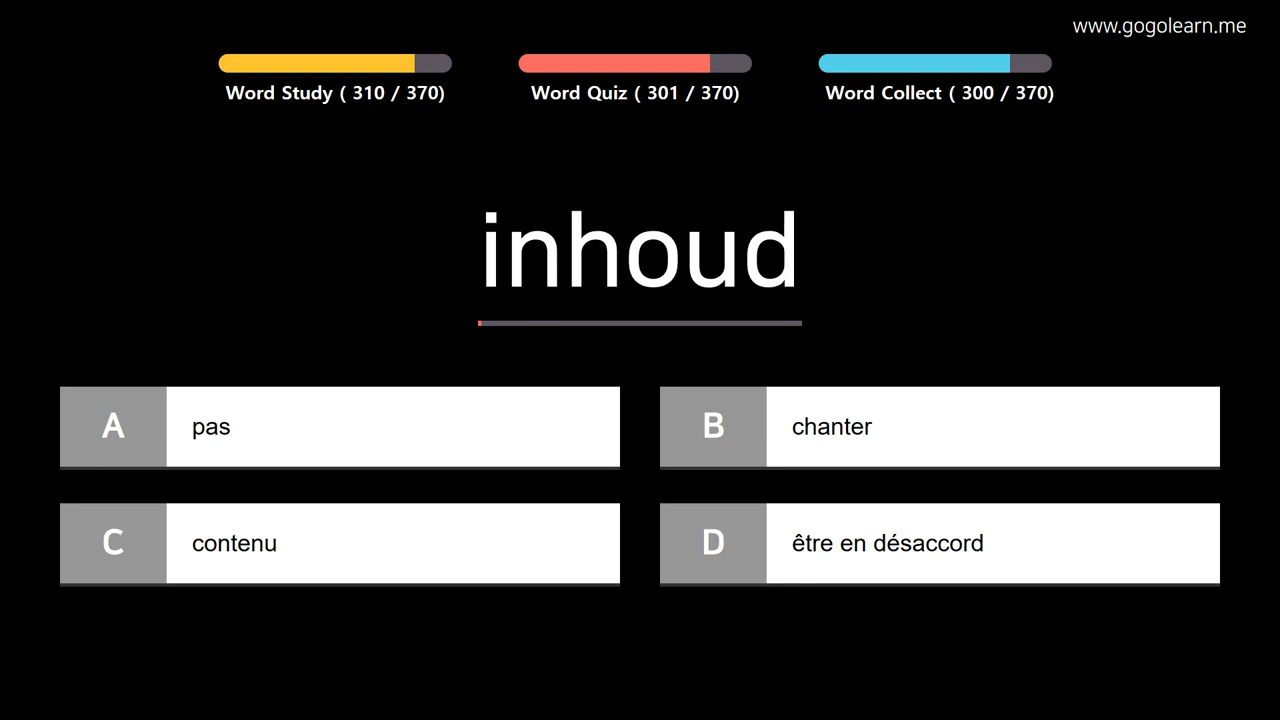 www.gogolearn.me
Word Study ( 310 / 370)
Word Quiz ( 301 / 370)
Word Collect ( 300 / 370)
inhoud
A pas
B chanter
C contenu
D être en désaccord